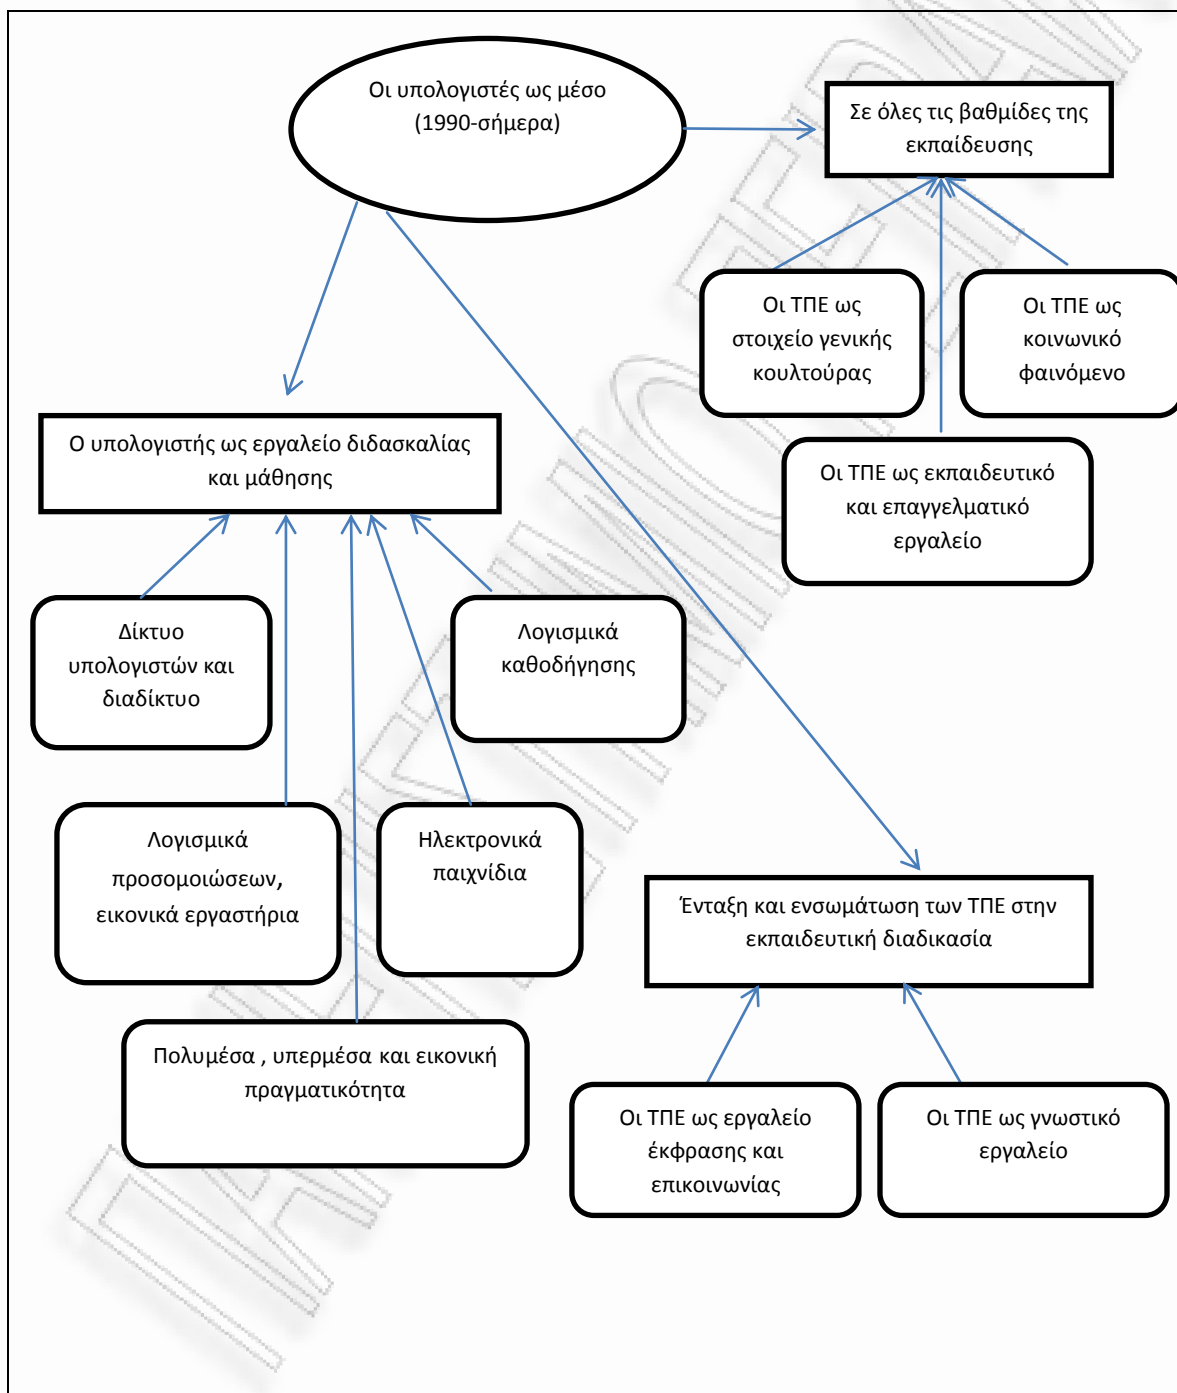 Οι υπολογιστές ως μέσο
(1990-σήμερα)
Σε όλες τις βαθμίδες της
εκπαίδευσης
Οι ΤΠΕ ως
στοιχείο γενικής
κουλτούρας
Οι ΤΠΕ ως
κοινωνικό
φαινόμενο
Οι ΤΠΕ ως εκπαιδευτικό
και επαγγελματικό
εργαλείο
Ο υπολογιστής ως εργαλείο διδασκαλίας
και μάθησης
Δίκτυο
υπολογιστών και
διαδίκτυο
Λογισμικά
καθοδήγησης
Λογισμικά
προσομοιώσεων,
εικονικά εργαστήρια
Ηλεκτρονικά
παιχνίδια
Πολυμέσα , υπερμέσα και εικονική
πραγματικότητα
Ένταξη και ενσωμάτωση των ΤΠΕ στην
εκπαιδευτική διαδικασία
Οι ΤΠΕ ως εργαλείο
έκφρασης και
επικοινωνίας
Οι ΤΠΕ ως γνωστικό
εργαλείο